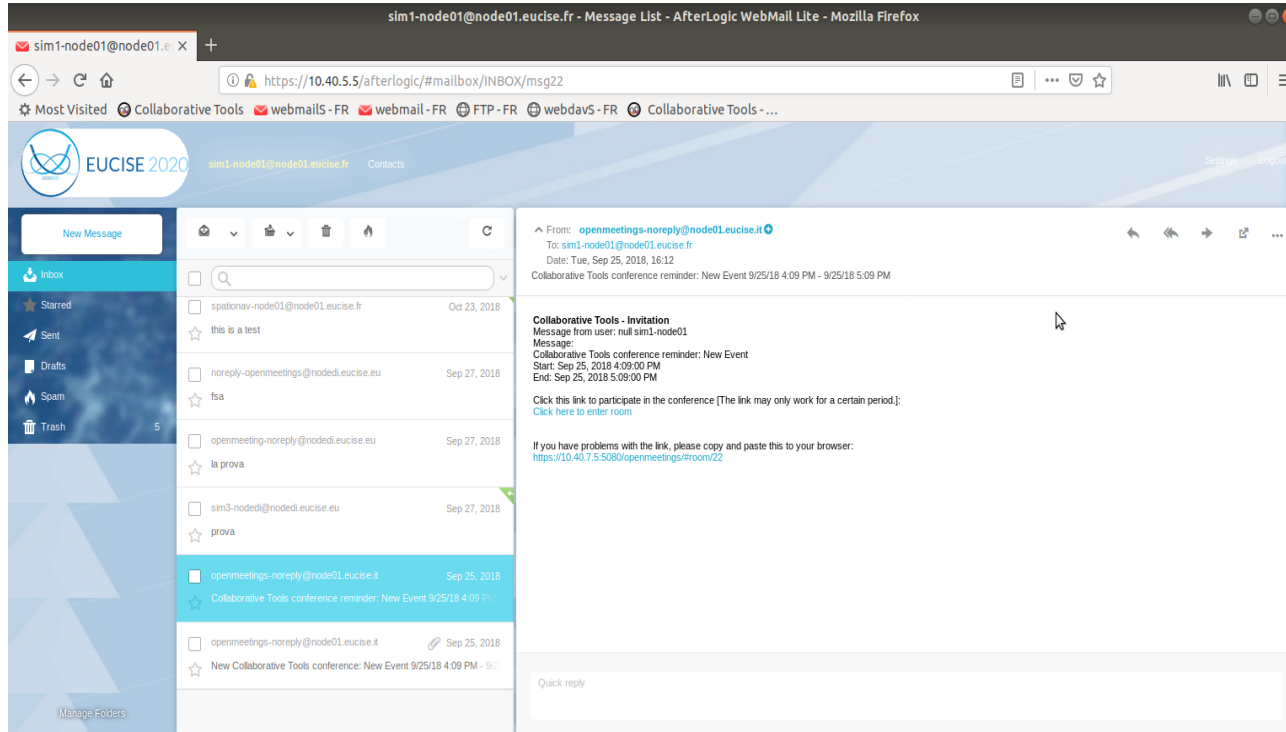 sim1-node01@node01.eucise.fr - Message List - AfterLogic WebMail Lite - Mozilla Firefox
sim1-node01@node01.e
https://10.40.5.5/afterlogic/#mailbox/INBOX/msg22
Most Visited Collaborative Tools webmailS - FR webmail - FR FTP - FR webdavS - FR Collaborative Tools - ...
EUCISE 2020 sim1-node01@node01.eucise.fr Contacts Settings Logout
New Message
Inbox
Starred
Sent
Drafts
Spam
Trash 5
Manage Folders
spationav-node01@node01.eucise.fr Oct 23, 2018
this is a test
noreply-openmeetings@nodedi.eucise.eu Sep 27, 2018
fsa
openmeeting-noreply@nodedi.eucise.eu Sep 27, 2018
la prova
sim3-nodedi@nodedi.eucise.eu Sep 27, 2018
prova
openmeetings-noreply@node01.eucise.it Sep 25, 2018
Collaborative Tools conference reminder: New Event 9/25/18 4:09 PM
openmeetings-noreply@node01.eucise.it Sep 25, 2018
New Collaborative Tools conference: New Event 9/25/18 4:09 PM - 9/2
From: openmeetings-noreply@node01.eucise.it
To: sim1-node01@node01.eucise.fr
Date: Tue, Sep 25, 2018, 16:12
Collaborative Tools conference reminder: New Event 9/25/18 4:09 PM - 9/25/18 5:09 PM
Collaborative Tools - Invitation
Message from user: null sim1-node01
Message:
Collaborative Tools conference reminder: New Event
Start: Sep 25, 2018 4:09:00 PM
End: Sep 25, 2018 5:09:00 PM
Click this link to participate in the conference [The link may only work for a certain period.]:
Click here to enter room
If you have problems with the link, please copy and paste this to your browser:
https://10.40.7.5:5080/openmeetings/#room/22
Quick reply